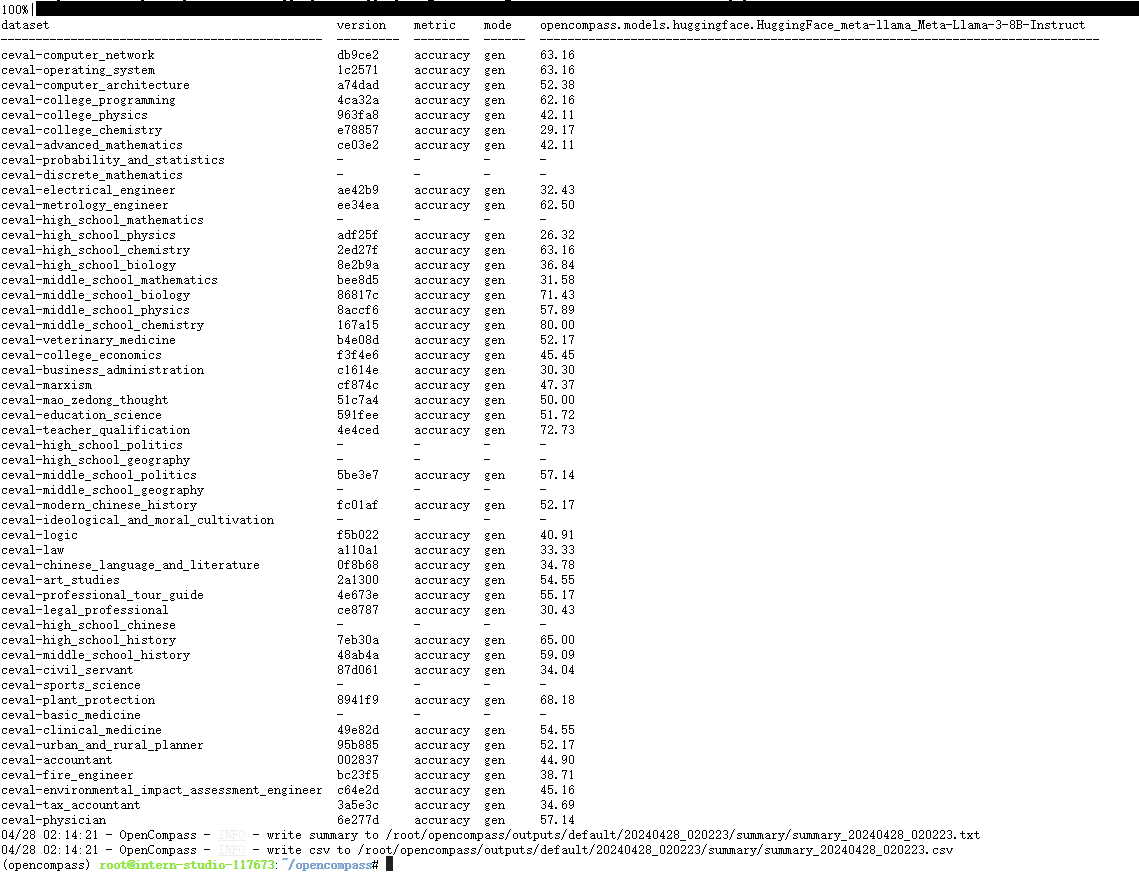 100%|
dataset version metric mode opencompass.models.huggingface.HuggingFace_meta-llama_Meta-Llama-3-8B-Instruct
---------------------------------------------- --------- -------- ------ --------------------------------------------------------------------------------
ceval-computer_network db9ce2 accuracy gen 63.16
ceval-operating_system 1c2571 accuracy gen 63.16
ceval-computer_architecture a74dad accuracy gen 52.38
ceval-college_programming 4ca32a accuracy gen 62.16
ceval-college_physics 963fa8 accuracy gen 42.11
ceval-college_chemistry e78857 accuracy gen 29.17
ceval-advanced_mathematics ce03e2 accuracy gen 42.11
ceval-probability_and_statistics - - - -
ceval-discrete_mathematics - - - -
ceval-electrical_engineer ae42b9 accuracy gen 32.43
ceval-metrology_engineer ee34ea accuracy gen 62.50
ceval-high_school_mathematics - - - -
ceval-high_school_physics adf25f accuracy gen 26.32
ceval-high_school_chemistry 2ed27f accuracy gen 63.16
ceval-high_school_biology 8e2b9a accuracy gen 36.84
ceval-middle_school_mathematics bee8d5 accuracy gen 31.58
ceval-middle_school_biology 86817c accuracy gen 71.43
ceval-middle_school_physics 8accf6 accuracy gen 57.89
ceval-middle_school_chemistry 167a15 accuracy gen 80.00
ceval-veterinary_medicine b4e08d accuracy gen 52.17
ceval-college_economics f3f4e6 accuracy gen 45.45
ceval-business_administration c1614e accuracy gen 30.30
ceval-marxism cf874c accuracy gen 47.37
ceval-mao_zedong_thought 51c7a4 accuracy gen 50.00
ceval-education_science 591fee accuracy gen 51.72
ceval-teacher_qualification 4e4ced accuracy gen 72.73
ceval-high_school_politics - - - -
ceval-high_school_geography - - - -
ceval-middle_school_politics 5be3e7 accuracy gen 57.14
ceval-middle_school_geography - - - -
ceval-modern_chinese_history fc01af accuracy gen 52.17
ceval-ideological_and_moral_cultivation - - - -
ceval-logic f5b022 accuracy gen 40.91
ceval-law a110a1 accuracy gen 33.33
ceval-chinese_language_and_literature 0f8b68 accuracy gen 34.78
ceval-art_studies 2a1300 accuracy gen 54.55
ceval-professional_tour_guide 4e673e accuracy gen 55.17
ceval-legal_professional ce8787 accuracy gen 30.43
ceval-high_school_chinese - - - -
ceval-high_school_history 7eb30a accuracy gen 65.00
ceval-middle_school_history 48ab4a accuracy gen 59.09
ceval-civil_servant 87d061 accuracy gen 34.04
ceval-sports_science - - - -
ceval-plant_protection 8941f9 accuracy gen 68.18
ceval-basic_medicine - - - -
ceval-clinical_medicine 49e82d accuracy gen 54.55
ceval-urban_and_rural_planner 95b885 accuracy gen 52.17
ceval-accountant 002837 accuracy gen 44.90
ceval-fire_engineer bc23f5 accuracy gen 38.71
ceval-environmental_impact_assessment_engineer c64e2d accuracy gen 45.16
ceval-tax_accountant 3a5e3c accuracy gen 34.69
ceval-physician 6e277d accuracy gen 57.14
04/28 02:14:21 - OpenCompass - INFO - write summary to /root/opencompass/outputs/default/20240428_020223/summary/summary_20240428_020223.txt
04/28 02:14:21 - OpenCompass - INFO - write csv to /root/opencompass/outputs/default/20240428_020223/summary/summary_20240428_020223.csv
(opencompass) root@intern-studio-117673:~/opencompass#